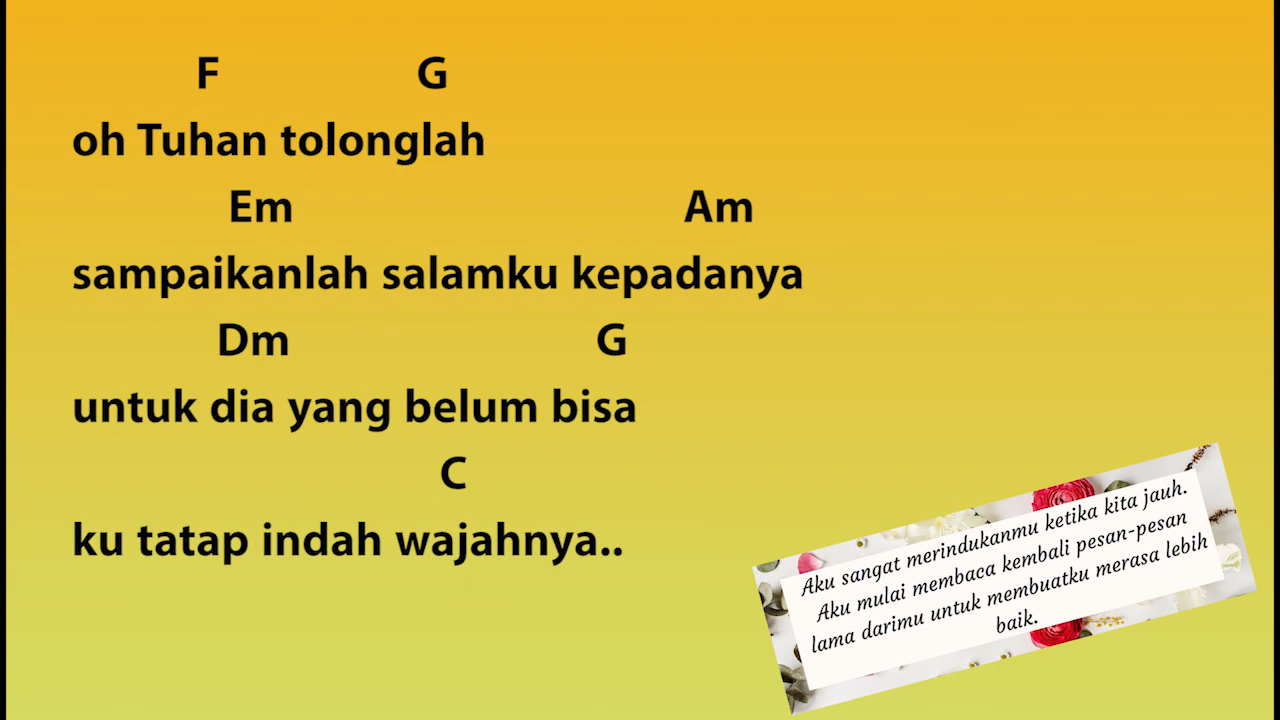 F G
oh Tuhan tolonglah
Em Am
sampaikanlah salamku kepadanya
Dm G
untuk dia yang belum bisa
C
ku tatap indah wajahnya..
Aku sangat merindukanmu ketika kita jauh.
Aku mulai membaca kembali pesan-pesan
lama darimu untuk membuatku merasa lebih
baik.